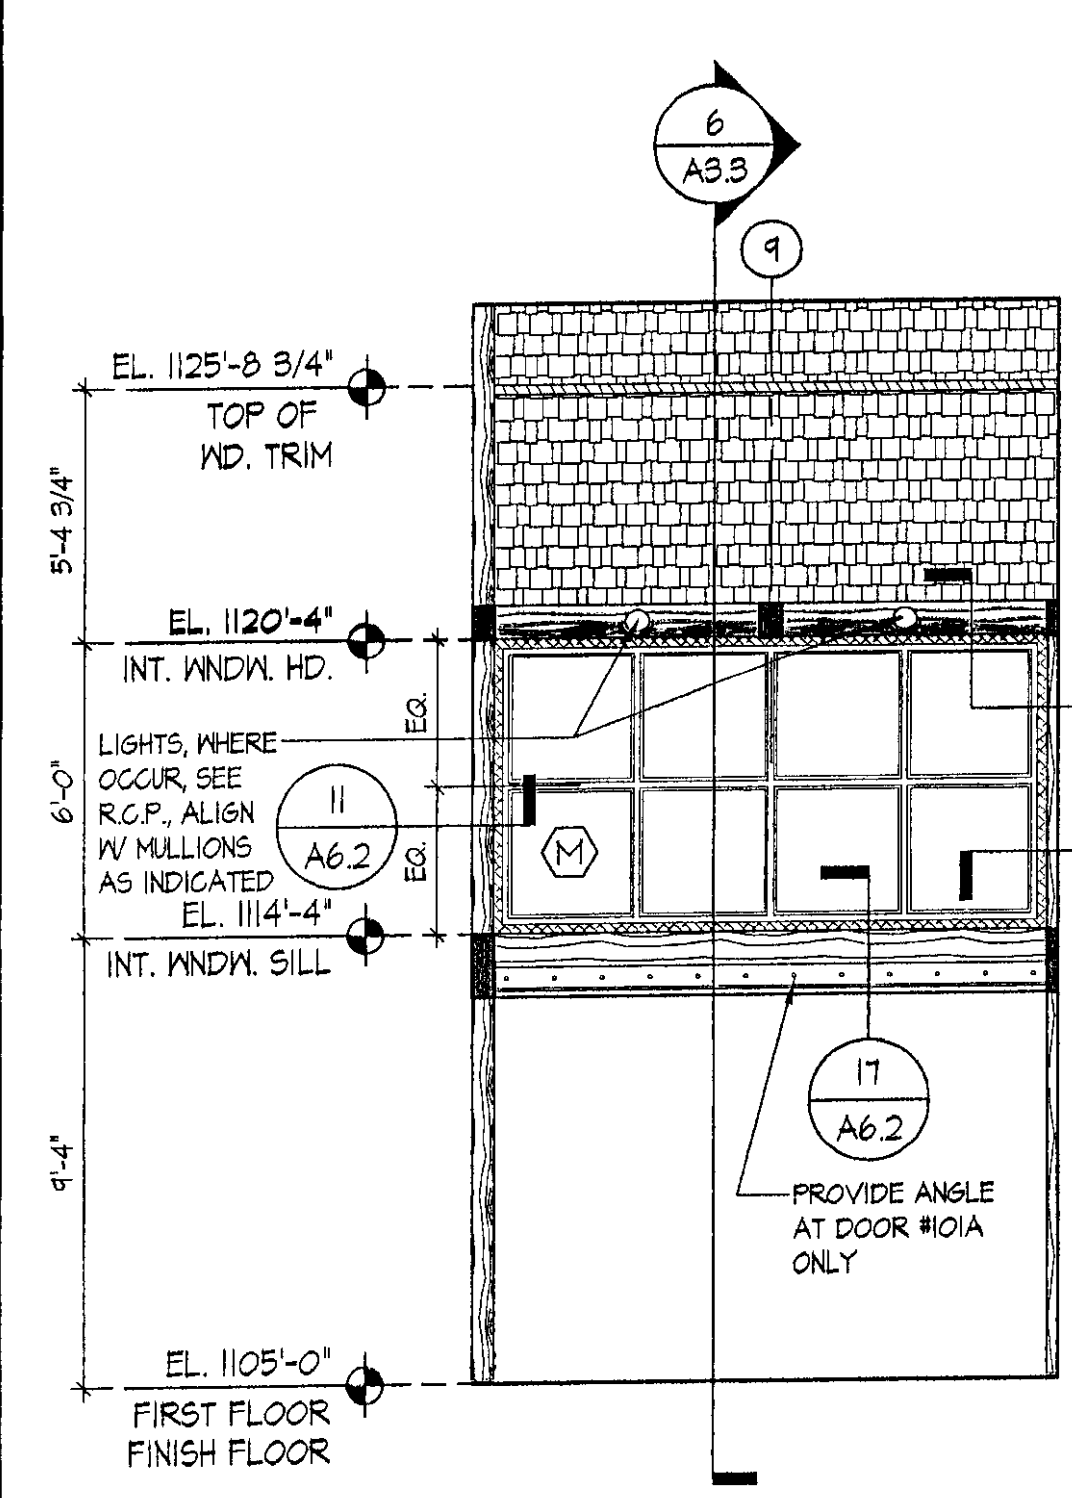 6
A3.3
9
EL. 1125'-8 3/4"
TOP OF
WD. TRIM
5'-4 3/4"
EL. 1120'-4"
INT. WNDW. HD.
EQ.
LIGHTS, WHERE
OCCUR, SEE
R.C.P., ALIGN
W/ MULLIONS
AS INDICATED
6'-0"
11
A6.2
EQ.
M
EL. 1114'-4"
INT. WNDW. SILL
17
A6.2
9'-4"
PROVIDE ANGLE
AT DOOR #101A
ONLY
EL. 1105'-0"
FIRST FLOOR
FINISH FLOOR